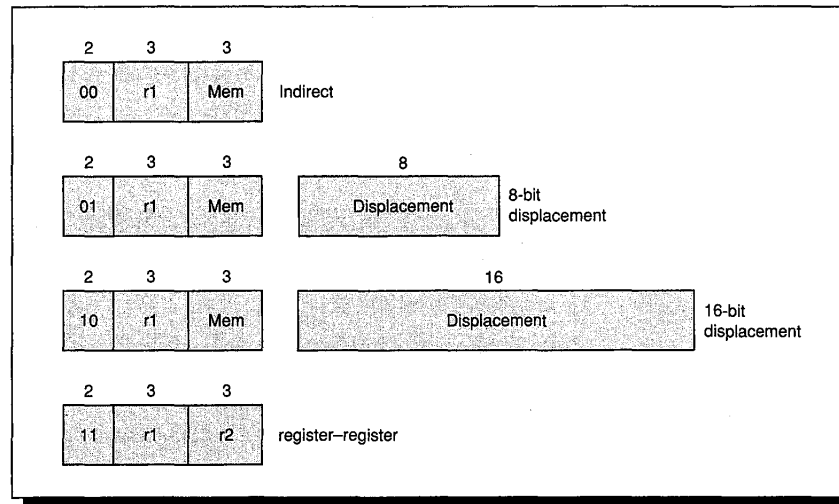 2 3 3
00 r1 Mem Indirect
2 3 3 8
01 r1 Mem Displacement 8-bit
displacement
2 3 3 16
10 r1 Mem Displacement 16-bit
displacement
2 3 3
11 r1 r2 register–register